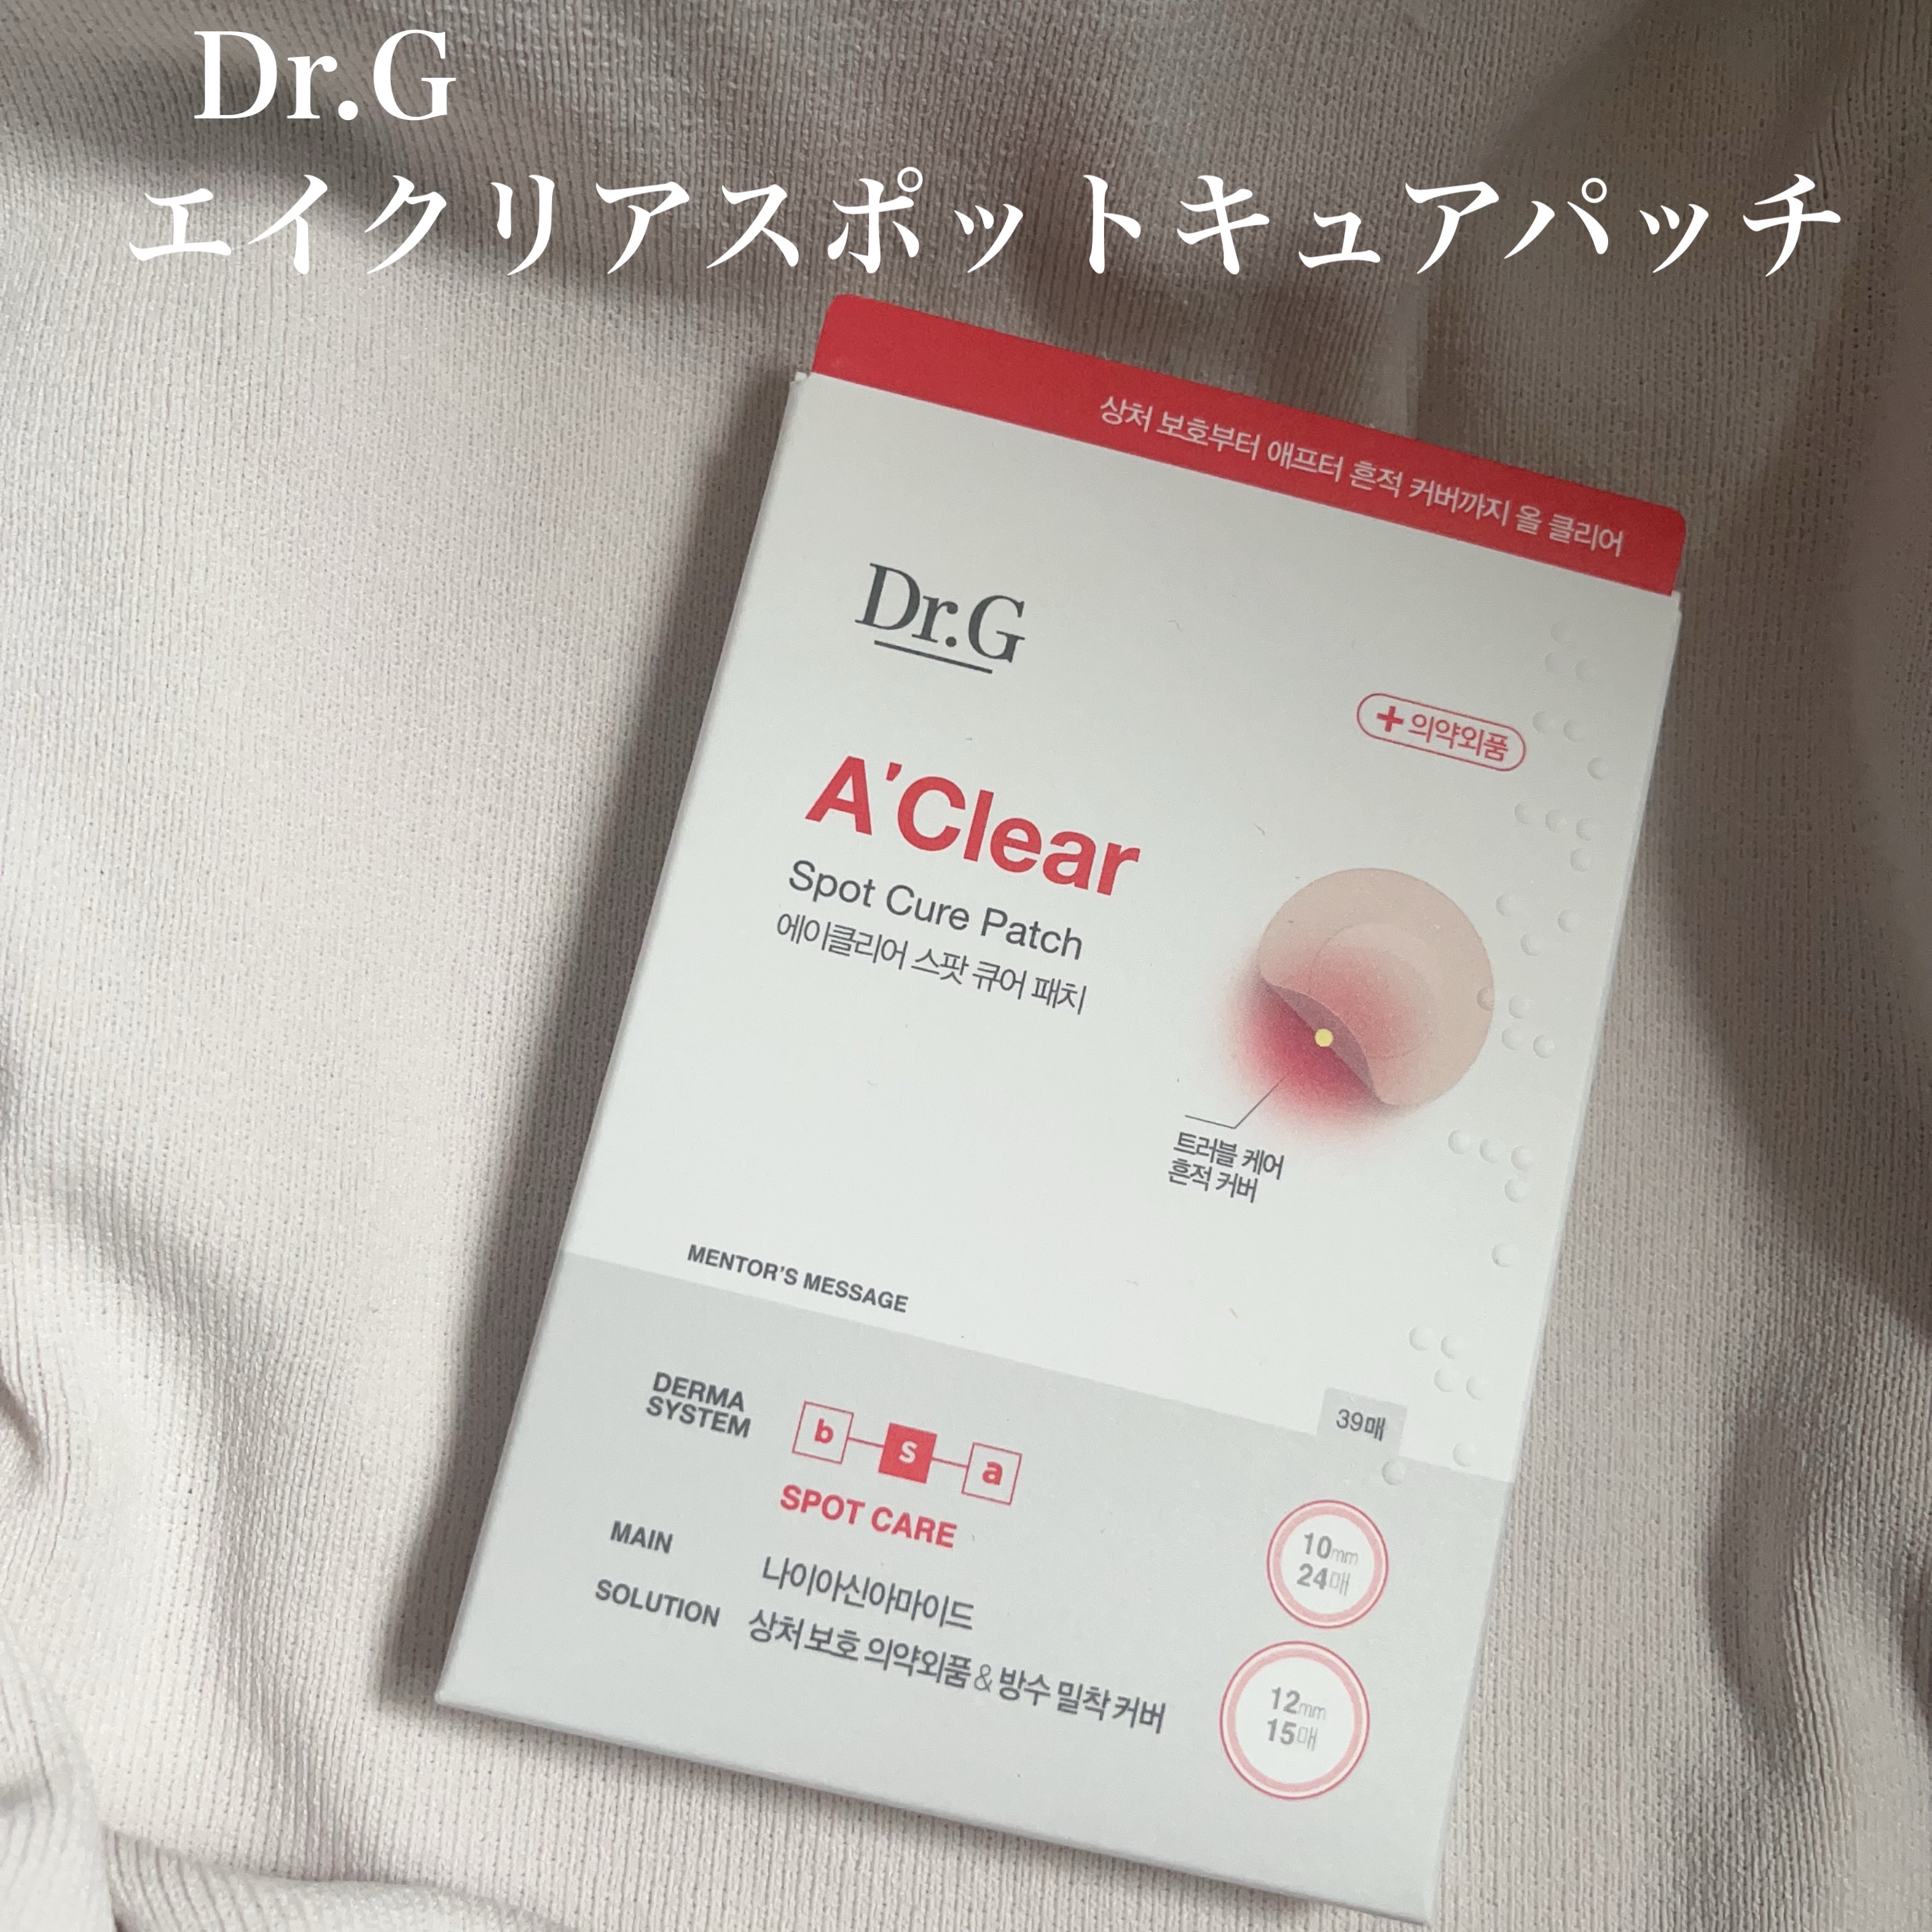 Dr.G
エイクリアスポットキュアパッチ
상처 보호부터 애프터 흔적 커버까지 올 클리어
Dr.G
+ 의약외품
A'Clear
Spot Cure Patch
에이클리어 스팟 큐어 패치
트러블 케어
흔적 커버
MENTOR'S MESSAGE
39매
DERMA
SYSTEM
b s a
SPOT CARE
MAIN
나이아신아마이드
SOLUTION
상처 보호 의약외품 & 방수 밀착 커버
10mm
24매
12mm
15매